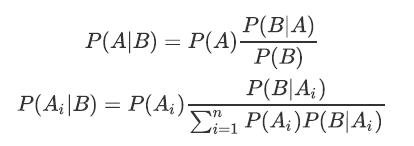 P(A|B) = P(A) P(B|A) / P(B)
P(A_i|B) = P(A_i) P(B|A_i) / ∑_{i=1}^{n} P(A_i)P(B|A_i)